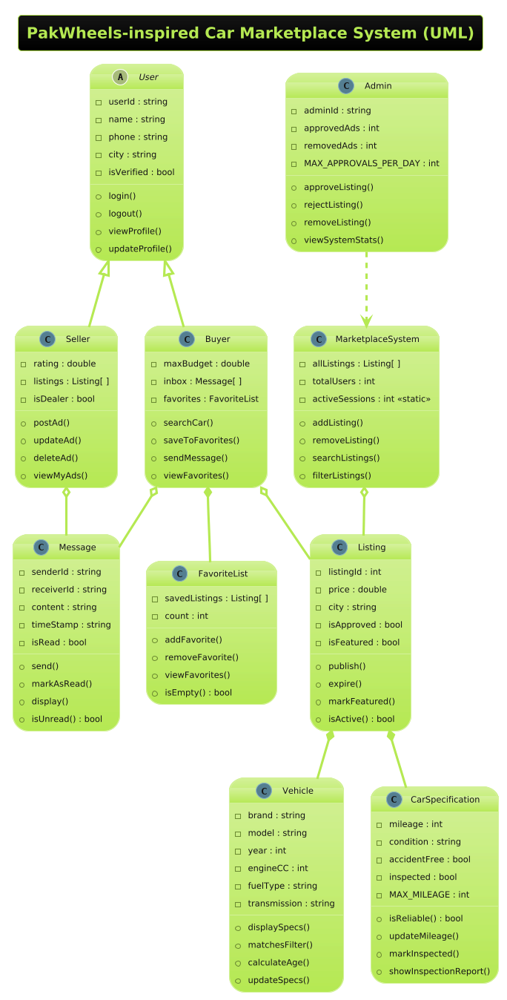 PakWheels-inspired Car Marketplace System (UML)
A User
userId : string
name : string
phone : string
city : string
isVerified : bool
login()
logout()
viewProfile()
updateProfile()
C Admin
adminId : string
approvedAds : int
removedAds : int
MAX_APPROVALS_PER_DAY : int
approveListing()
rejectListing()
removeListing()
viewSystemStats()
C Seller
rating : double
listings : Listing[ ]
isDealer : bool
postAd()
updateAd()
deleteAd()
viewMyAds()
C Buyer
maxBudget : double
inbox : Message[ ]
favorites : FavoriteList
searchCar()
saveToFavorites()
sendMessage()
viewFavorites()
C MarketplaceSystem
allListings : Listing[ ]
totalUsers : int
activeSessions : int «static»
addListing()
removeListing()
searchListings()
filterListings()
C Message
senderId : string
receiverId : string
content : string
timeStamp : string
isRead : bool
send()
markAsRead()
display()
isUnread() : bool
C FavoriteList
savedListings : Listing[ ]
count : int
addFavorite()
removeFavorite()
viewFavorites()
isEmpty() : bool
C Listing
listingId : int
price : double
city : string
isApproved : bool
isFeatured : bool
publish()
expire()
markFeatured()
isActive() : bool
C Vehicle
brand : string
model : string
year : int
engineCC : int
fuelType : string
transmission : string
displaySpecs()
matchesFilter()
calculateAge()
updateSpecs()
C CarSpecification
mileage : int
condition : string
accidentFree : bool
inspected : bool
MAX_MILEAGE : int
isReliable() : bool
updateMileage()
markInspected()
showInspectionReport()